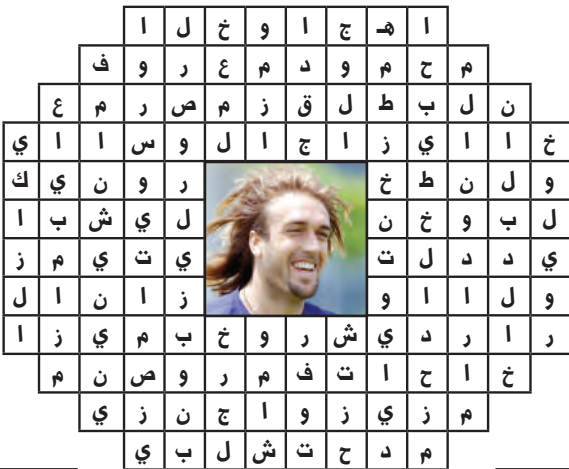 ا هـ ج ا و خ ل ا
م ح م و د م ع ر و ف
ن ل ب ط ل ق ز م ص ر م ع
خ ا ا ي ز ا ج ا ل و س ا ا ي
و ل ن ط خ ر و ن ي ك
ل ب و خ ن ل ي ش ب ا
ي د د ل ت ي ت ي م ز
و ل ا ا و ز ا ن ا ل
ر ا ر د ي ش ر و خ ب م ي ز ا
خ ا ح ا ت ف م ر و ص ن م
م ز ي ز و ا ج ن ز ي
م د ح ت ش ل ب ي